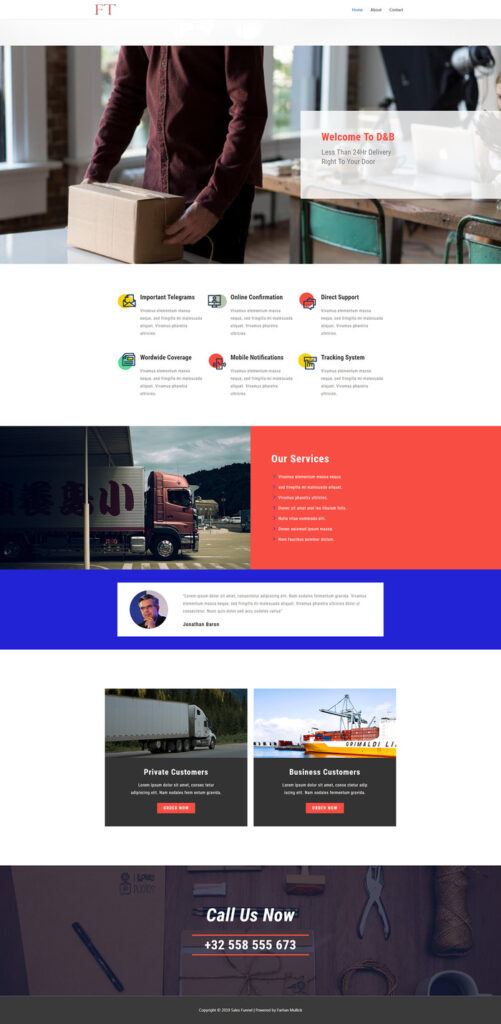 FT
Home About Contact
Welcome To D&B
Less Than 24Hr Delivery
Right To Your Door
Important Telegrams
Vivamus elementum massa
neque, sed fringilla mi malesuada
aliquet. Vivamus pharetra
ultricies.
Online Confirmation
Vivamus elementum massa
neque, sed fringilla mi malesuada
aliquet. Vivamus pharetra
ultricies.
Direct Support
Vivamus elementum massa
neque, sed fringilla mi malesuada
aliquet. Vivamus pharetra
ultricies.
Wordwide Coverage
Vivamus elementum massa
neque, sed fringilla mi malesuada
aliquet. Vivamus pharetra
ultricies.
Mobile Notifications
Vivamus elementum massa
neque, sed fringilla mi malesuada
aliquet. Vivamus pharetra
ultricies.
Tracking System
Vivamus elementum massa
neque, sed fringilla mi malesuada
aliquet. Vivamus pharetra
ultricies.
Our Services
Vivamus elementum massa neque.
sed fringilla mi malesuada aliquet.
Vivamus pharetra ultricies.
Donec sit amet orci leo
Nulla vitae commodo elit.
Donec euismod ipsum massa.
Nam faucibus pulvinar dictum.
"Lorem ipsum dolor sit amet, consectetur adipiscing elit. Nam sodales fermentum gravida. Vivamus
elementum massa neque, sed fringilla mi malesuada aliquet. Vivamus pharetra ultricies dolor ut
consectetur. Nunc quis dolor sed arcu sodales varius"
Jonathan Baron
GRIMALDI LI
Private Customers
Lorem ipsum dolor sit amet, consec tetur
adipiscing elit. Nam sodales ferm entum gravida.
ORDER NOW
Business Customers
Lorem ipsum dolor sit amet, conse ctetur adip
iscing elit. Nam sodales fermentum gravida.
ORDER NOW
Call Us Now
+32 558 555 673
Copyright © 2019 Sales Funnel | Powered by Farhan Mullick